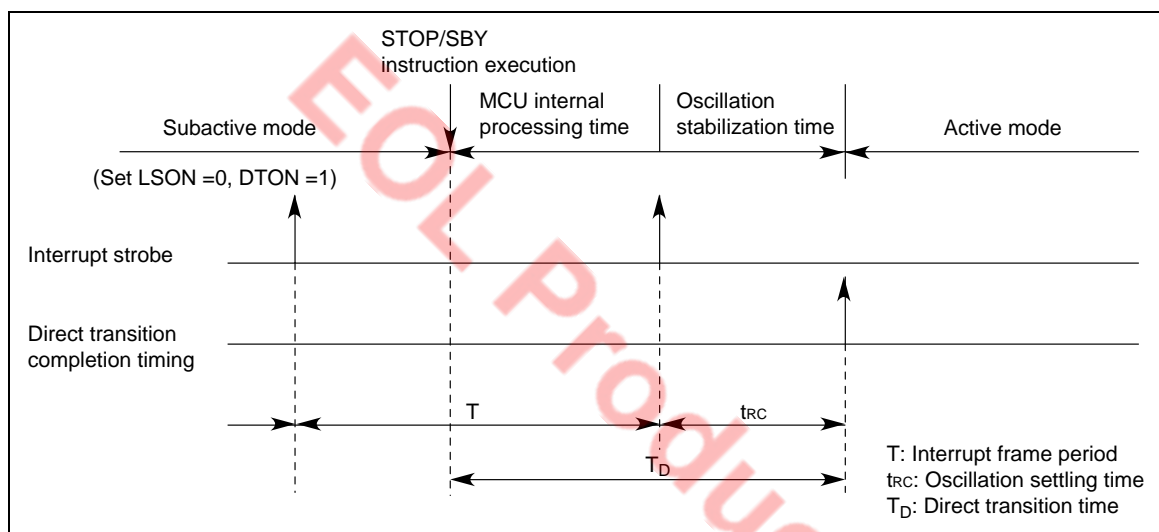 STOP/SBY
instruction execution
MCU internal
processing time
Oscillation
stabilization time
Subactive mode
Active mode
(Set LSON =0, DTON =1)
Interrupt strobe
Direct transition
completion timing
T
tRC
TD
T: Interrupt frame period
tRC: Oscillation settling time
TD: Direct transition time
EOL Produc